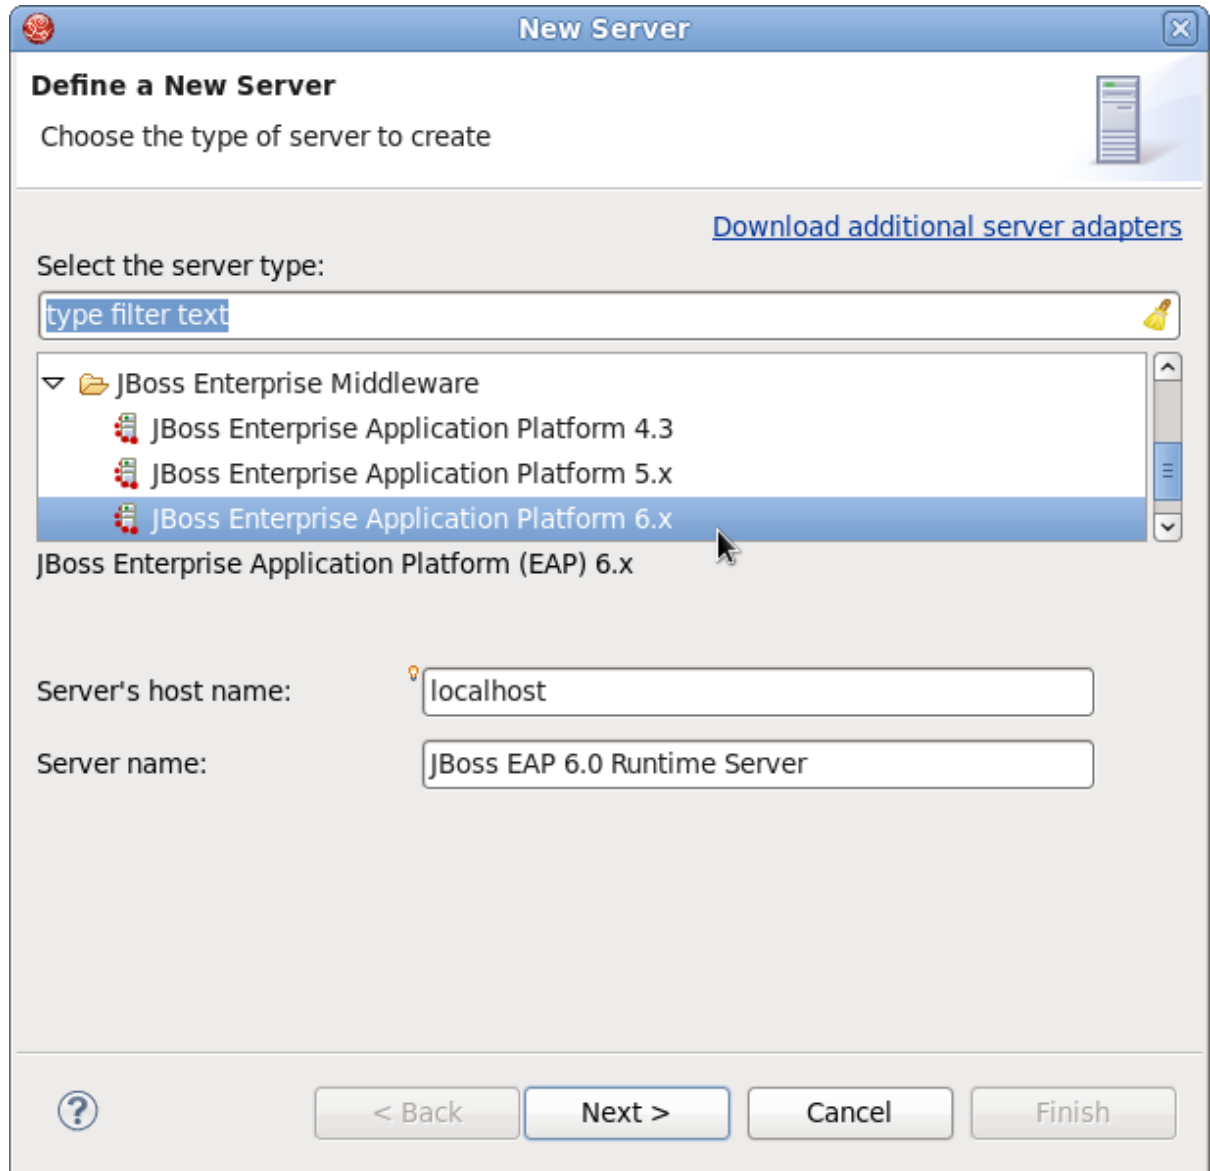 New Server
Define a New Server
Choose the type of server to create
Download additional server adapters
Select the server type:
type filter text
JBoss Enterprise Middleware
JBoss Enterprise Application Platform 4.3
JBoss Enterprise Application Platform 5.x
JBoss Enterprise Application Platform 6.x
JBoss Enterprise Application Platform (EAP) 6.x
Server's host name: localhost
Server name: JBoss EAP 6.0 Runtime Server
? < Back Next > Cancel Finish